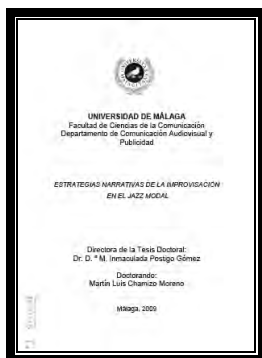 UNIVERSIDAD DE MÁLAGA
Facultad de Ciencias de la Comunicación
Departamento de Comunicación Audiovisual y
Publicidad
ESTRATEGIAS NARRATIVAS DE LA IMPROVISACIÓN
EN EL JAZZ MODAL
Directora de la Tesis Doctoral:
Dr. D. ª M. Inmaculada Postigo Gómez
Doctorando:
Martín Luis Chamizo Moreno
Málaga, 2009